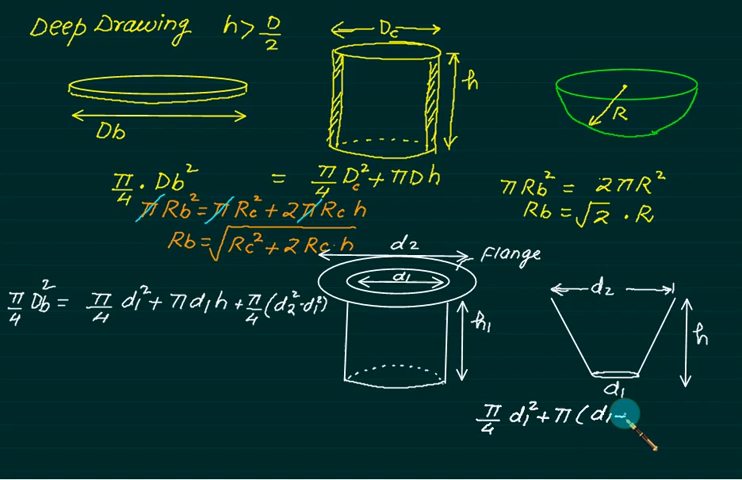 Deep Drawing h > D/2
Dc
h
Db
R
π/4 · Db² = π/4 Dc² + πDh
πRb² = πRc² + 2πRc h
Rb = √(Rc² + 2Rc·h)
πRb² = 2πR²
Rb = √2 · R
d2
Flange
d1
h1
π/4 Db² = π/4 d1² + πd1h + π/4 (d2² - d1²)
d2
h
d1
π/4 d1² + π(d1 -